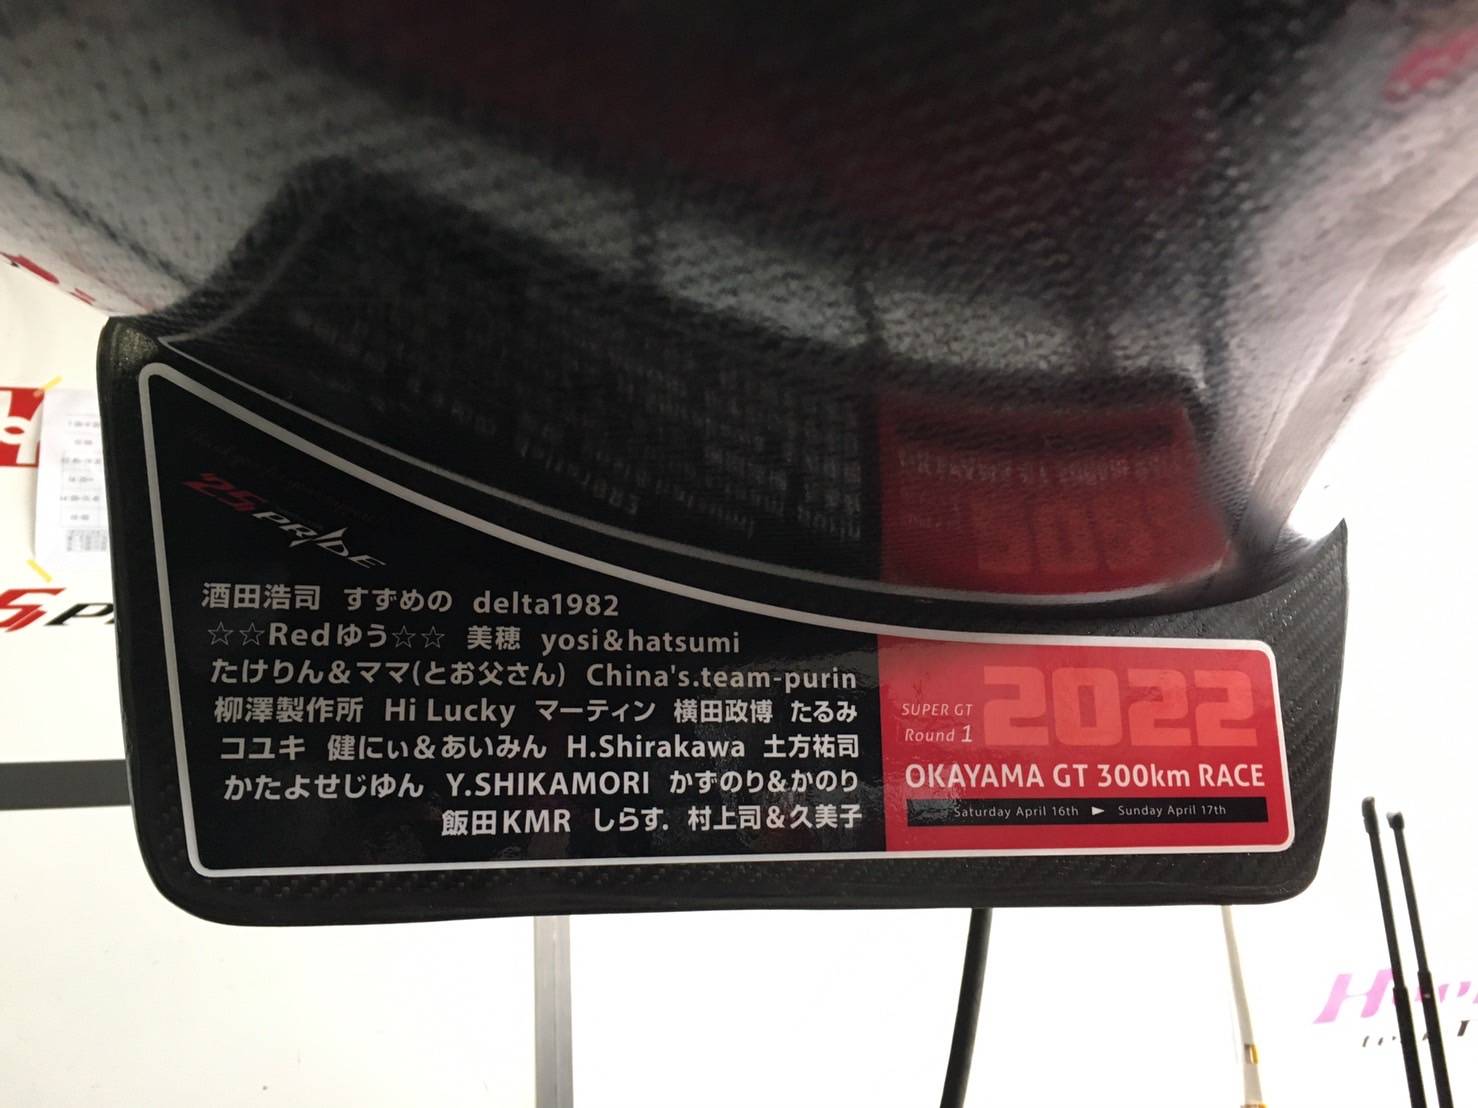 25 PRIDE
酒田浩司 すずめの delta1982
☆☆Redゆう☆☆ 美穂 yosi&hatsumi
たけりん&ママ(とお父さん) China's.team-purin
柳澤製作所 Hi Lucky マーティン 横田政博 たるみ
コユキ 健にぃ&あいみん H.Shirakawa 土方祐司
かたよせじゆん Y.SHIKAMORI かずのり&かのり
飯田KMR しらす. 村上司&久美子
SUPER GT
Round 1
2022
OKAYAMA GT 300km RACE
Saturday April 16th ▶ Sunday April 17th